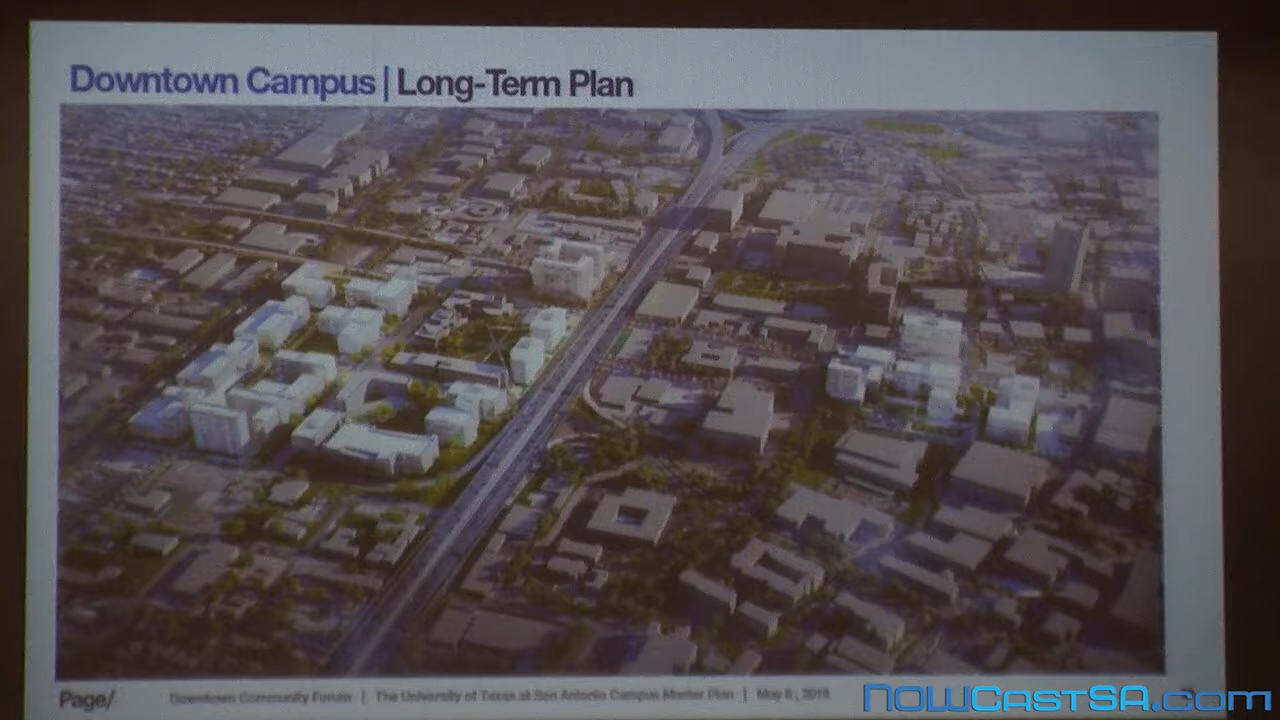 Downtown Campus | Long-Term Plan
Page/
Downtown Community Forum | The University of Texas at San Antonio Campus Master Plan | May 6, 2019
NOWCastSA.com